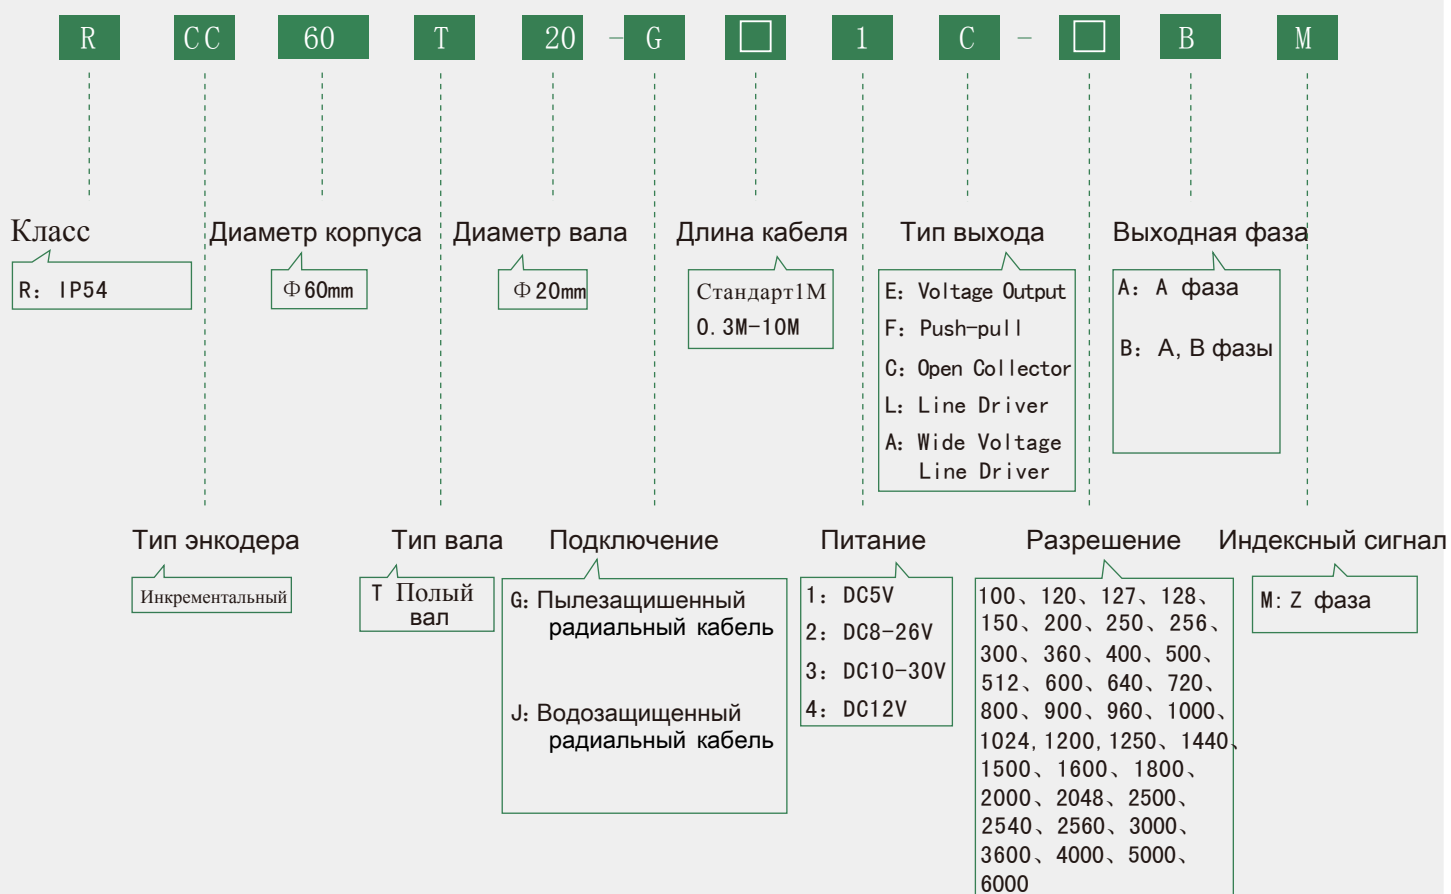 R CC 60 T 20 - G □ 1 C - □ B M
Класс
R: IP54
Диаметр корпуса
Φ60mm
Диаметр вала
Φ20mm
Длина кабеля
Стандарт1М
0.3M-10M
Тип выхода
E: Voltage Output
F: Push-pull
C: Open Collector
L: Line Driver
A: Wide Voltage
Line Driver
Выходная фаза
A: А фаза
B: А, В фазы
Тип энкодера
Инкрементальный
Тип вала
T Полый
вал
Подключение
G: Пылезащишенный
радиальный кабель
J: Водозащищенный
радиальный кабель
Питание
1: DC5V
2: DC8-26V
3: DC10-30V
4: DC12V
Разрешение
100、120、127、128、
150、200、250、256、
300、360、400、500、
512、600、640、720、
800、900、960、1000、
1024,1200,1250、1440、
1500、1600、1800、
2000、2048、2500、
2540、2560、3000、
3600、4000、5000、
6000
Индексный сигнал
M: Z фаза